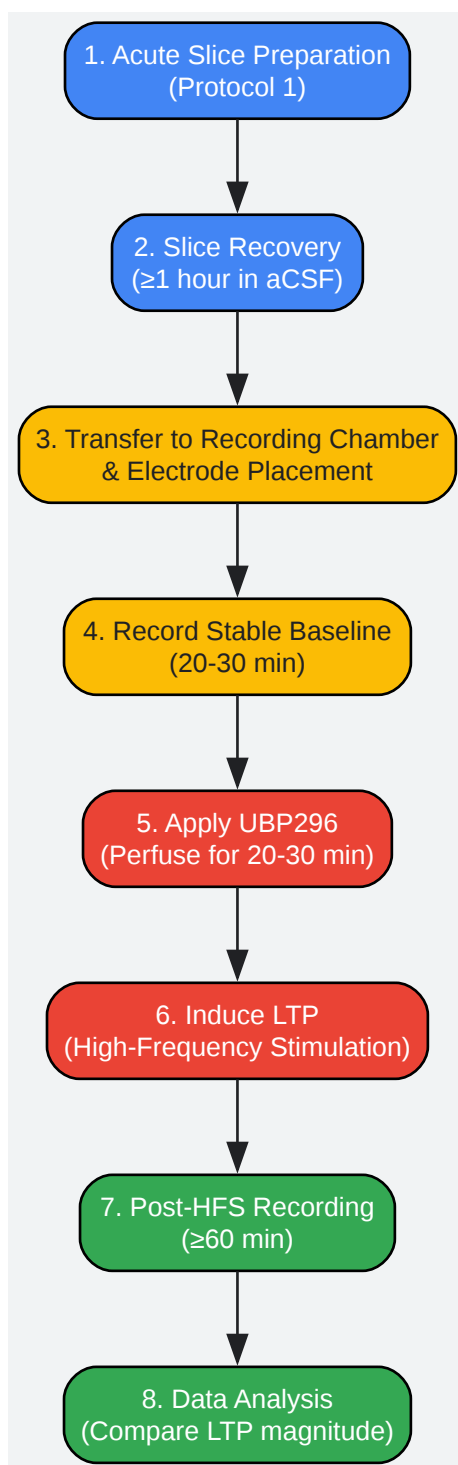 1. Acute Slice Preparation
(Protocol 1)
2. Slice Recovery
(≥1 hour in aCSF)
3. Transfer to Recording Chamber
& Electrode Placement
4. Record Stable Baseline
(20-30 min)
5. Apply UBP296
(Perfuse for 20-30 min)
6. Induce LTP
(High-Frequency Stimulation)
7. Post-HFS Recording
(≥60 min)
8. Data Analysis
(Compare LTP magnitude)